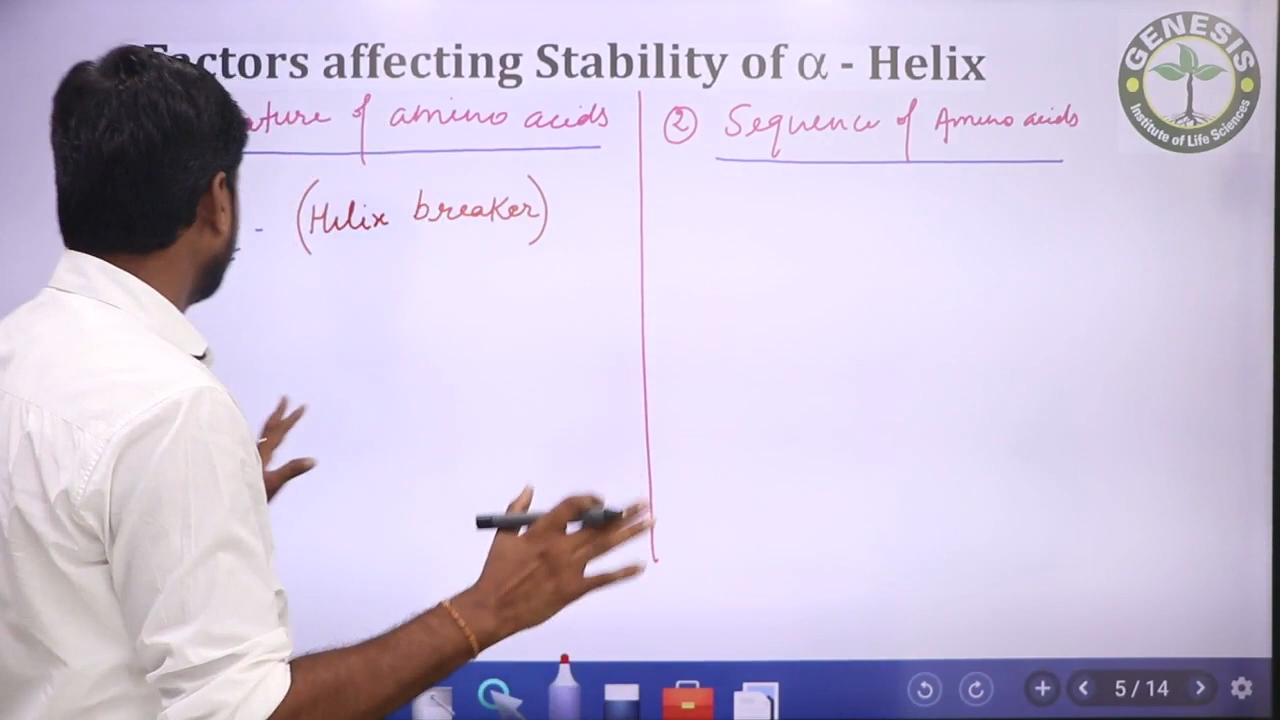 Factors affecting Stability of α - Helix
ature of amino acids
② Sequence of Amino acids
- (Helix breaker)
GENESIS
Institute of Life Sciences
5 / 14